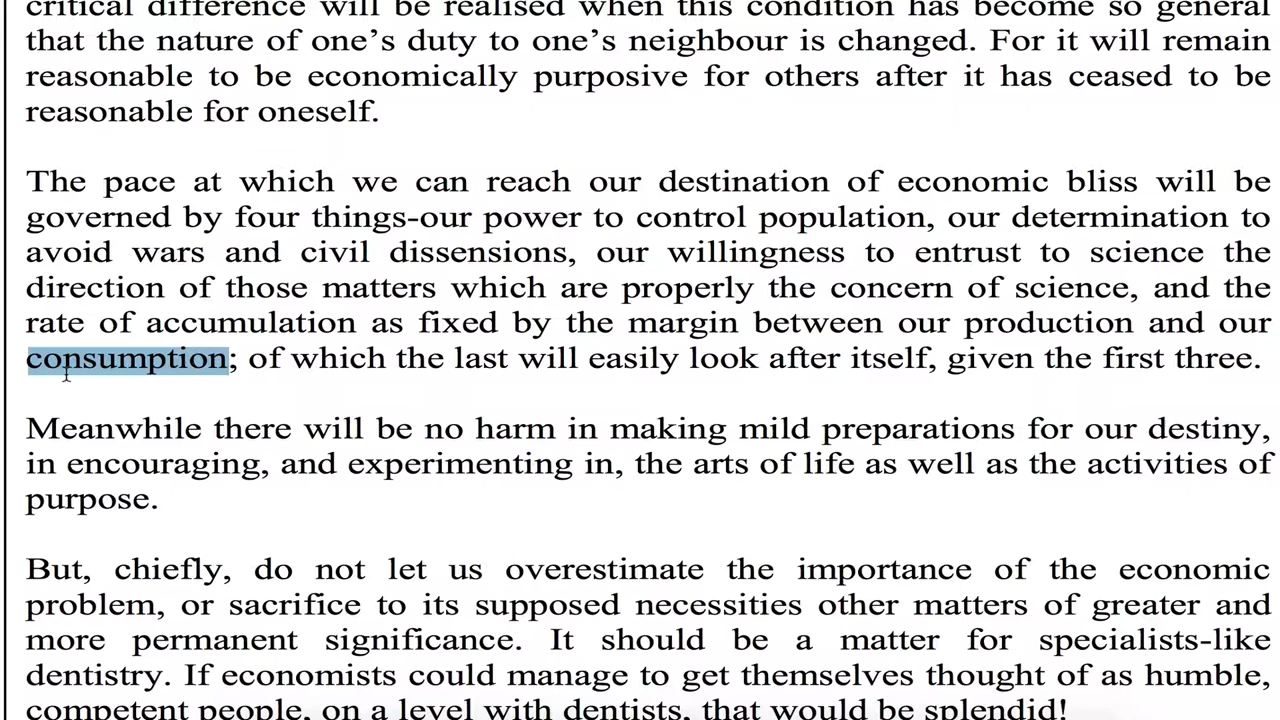 critical difference will be realised when this condition has become so general
that the nature of one’s duty to one’s neighbour is changed. For it will remain
reasonable to be economically purposive for others after it has ceased to be
reasonable for oneself.
The pace at which we can reach our destination of economic bliss will be
governed by four things-our power to control population, our determination to
avoid wars and civil dissensions, our willingness to entrust to science the
direction of those matters which are properly the concern of science, and the
rate of accumulation as fixed by the margin between our production and our
consumption; of which the last will easily look after itself, given the first three.
Meanwhile there will be no harm in making mild preparations for our destiny,
in encouraging, and experimenting in, the arts of life as well as the activities of
purpose.
But, chiefly, do not let us overestimate the importance of the economic
problem, or sacrifice to its supposed necessities other matters of greater and
more permanent significance. It should be a matter for specialists-like
dentistry. If economists could manage to get themselves thought of as humble,
competent people, on a level with dentists, that would be splendid!